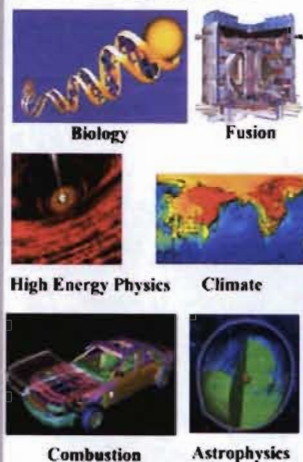 Biology Fusion
High Energy Physics Climate
Combustion Astrophysics